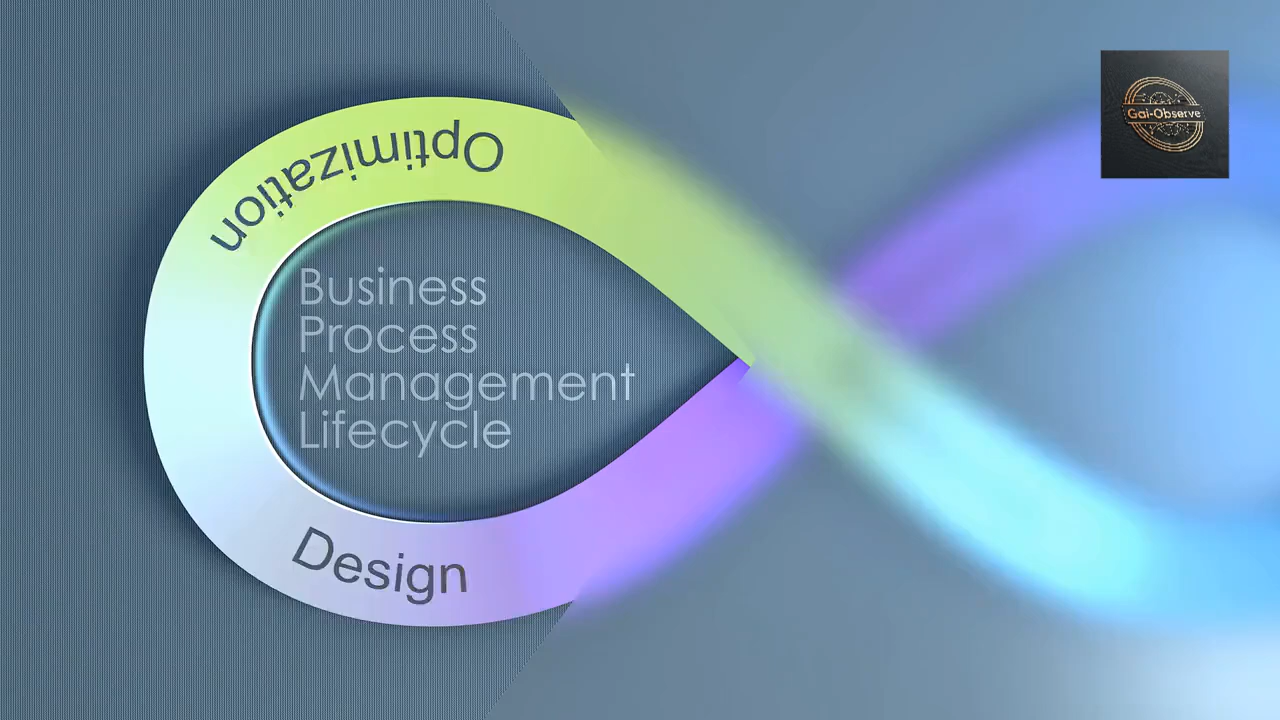 Optimization
Business
Process
Management
Lifecycle
Design
Gai-Observe